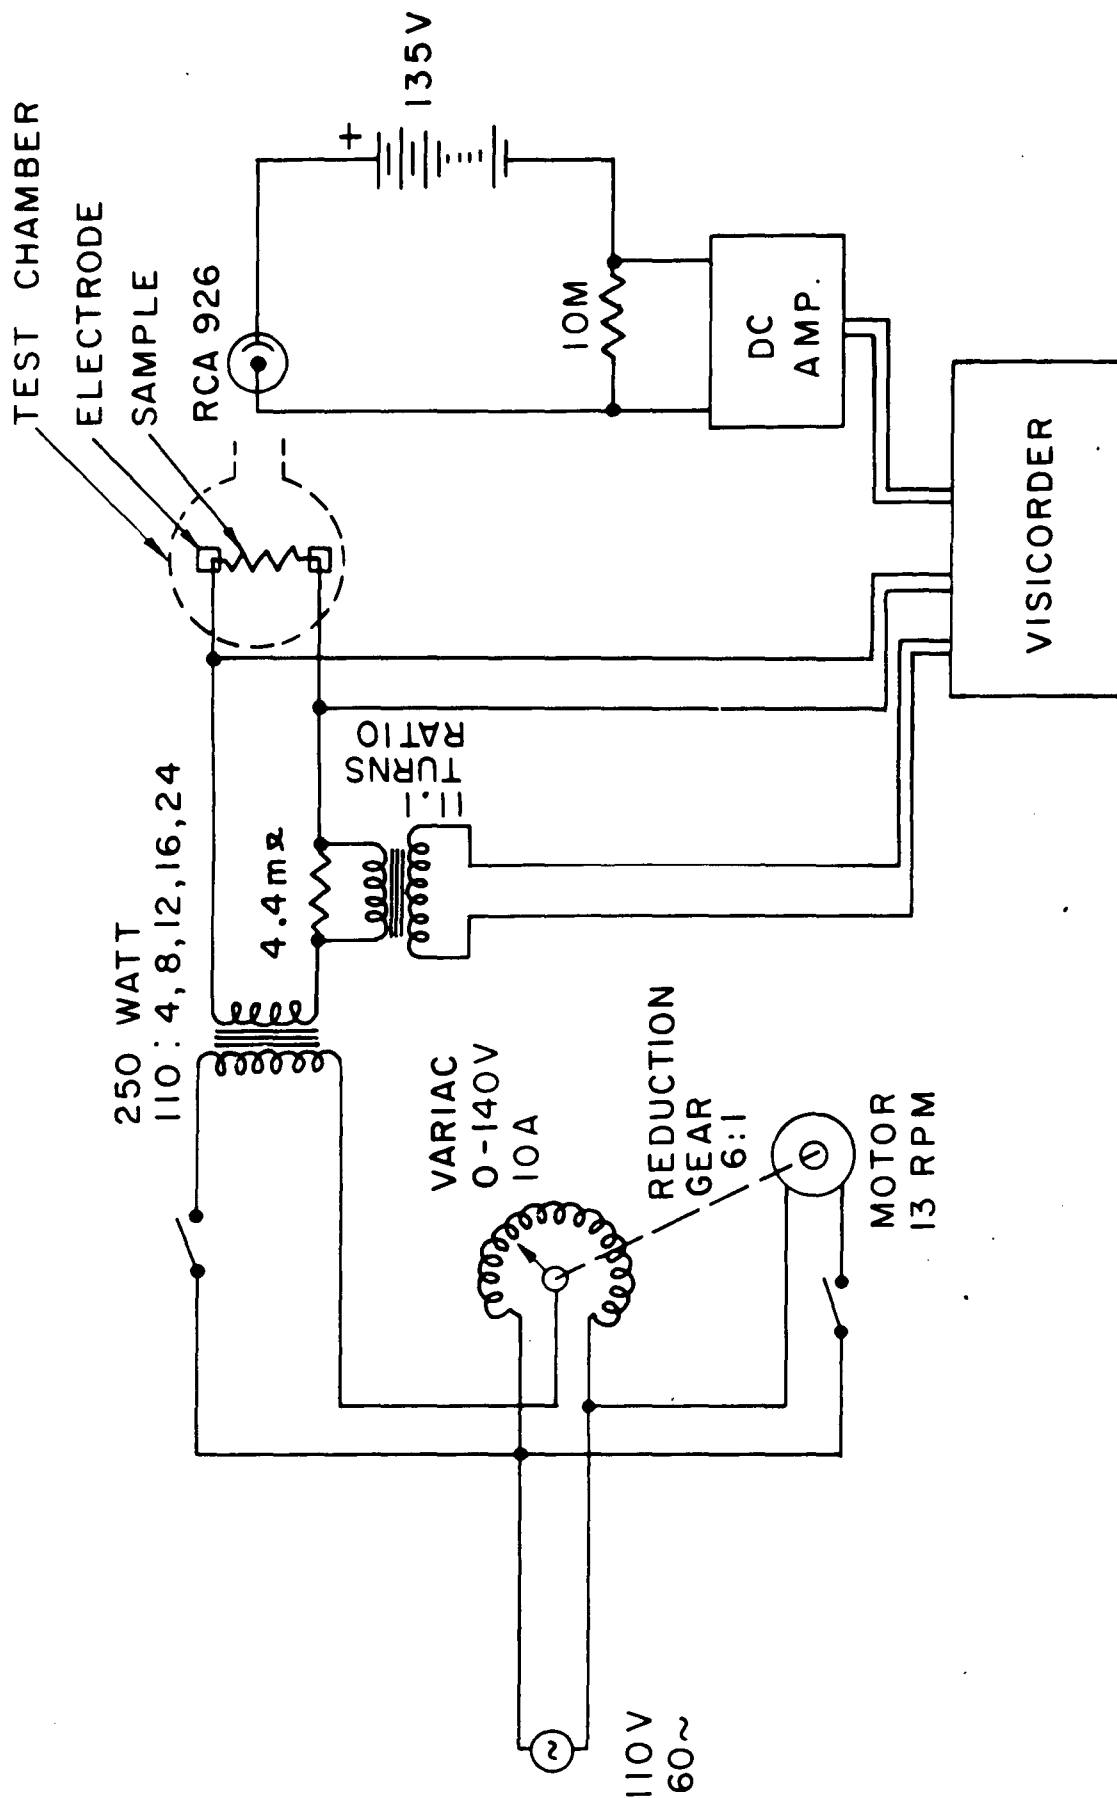 TEST CHAMBER
ELECTRODE
SAMPLE
RCA 926
+
135V
10M
DC
AMP.
VISICORDER
250 WATT
110 : 4, 8, 12, 16, 24
4.4mΩ
11.1
TURNS
RATIO
VARIAC
0-140V
10A
REDUCTION
GEAR
6:1
MOTOR
13 RPM
110V
60~